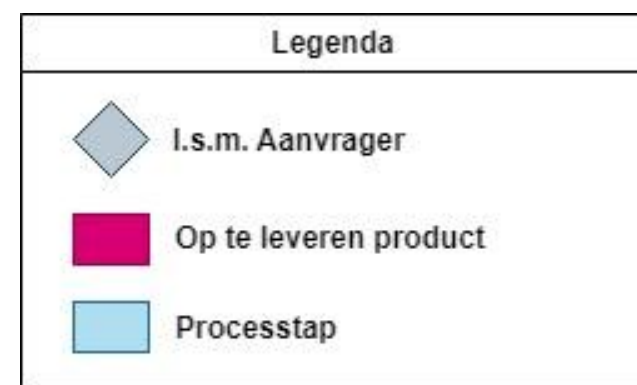 Legenda
I.s.m. Aanvrager
Op te leveren product
Processtap